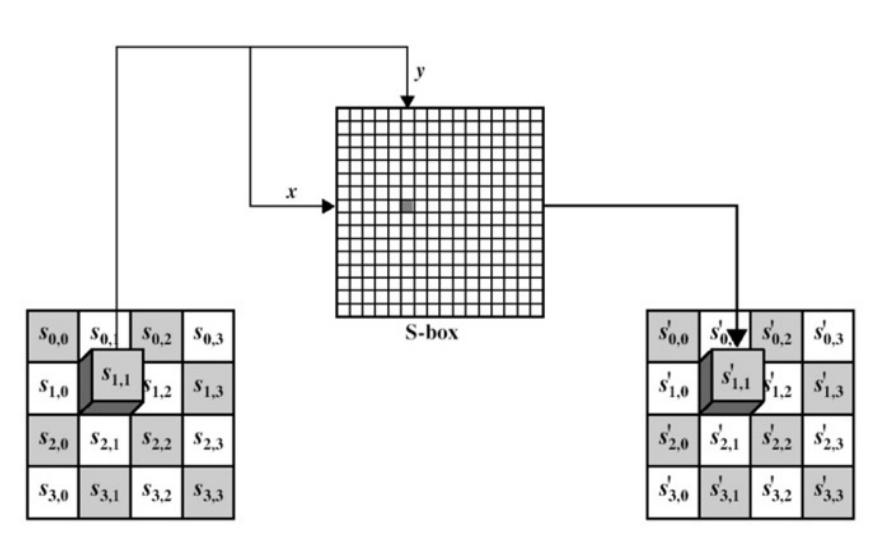 y
x
S-box
s0,0 s0,1 s0,2 s0,3
s1,0 s1,1 s1,2 s1,3
s2,0 s2,1 s2,2 s2,3
s3,0 s3,1 s3,2 s3,3
s'0,0 s'0, s'0,2 s'0,3
s'1,0 s'1,1 s'1,2 s'1,3
s'2,0 s'2,1 s'2,2 s'2,3
s'3,0 s'3,1 s'3,2 s'3,3